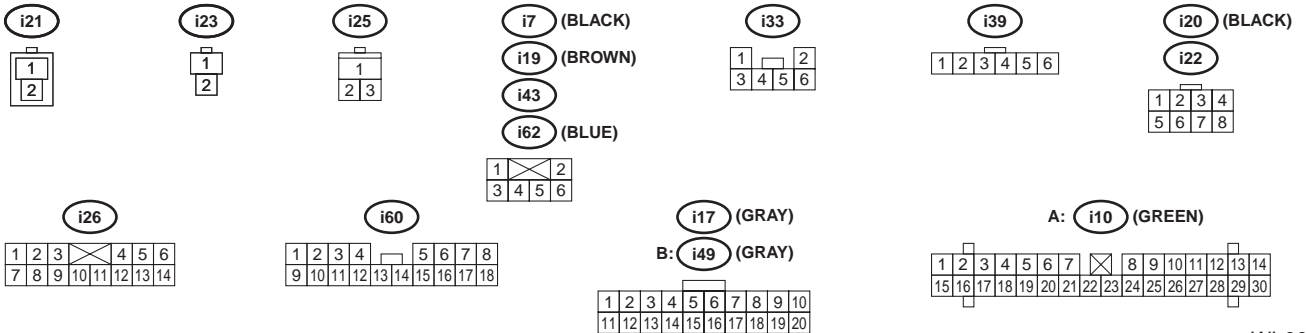 i21 i23 i25 i7 (BLACK) i33 i39 i20 (BLACK)
i19 (BROWN) i22
i43
i62 (BLUE)
1
2
1
2
1
2 3
1 2
3 4 5 6
1 2
3 4 5 6
1 2 3 4 5 6
1 2 3 4
5 6 7 8
i26 i60 i17 (GRAY) A: i10 (GREEN)
B: i49 (GRAY)
1 2 3 4 5 6
7 8 9 10 11 12 13 14
1 2 3 4 5 6 7 8
9 10 11 12 13 14 15 16 17 18
1 2 3 4 5 6 7 8 9 10
11 12 13 14 15 16 17 18 19 20
1 2 3 4 5 6 7 8 9 10 11 12 13 14
15 16 17 18 19 20 21 22 23 24 25 26 27 28 29 30